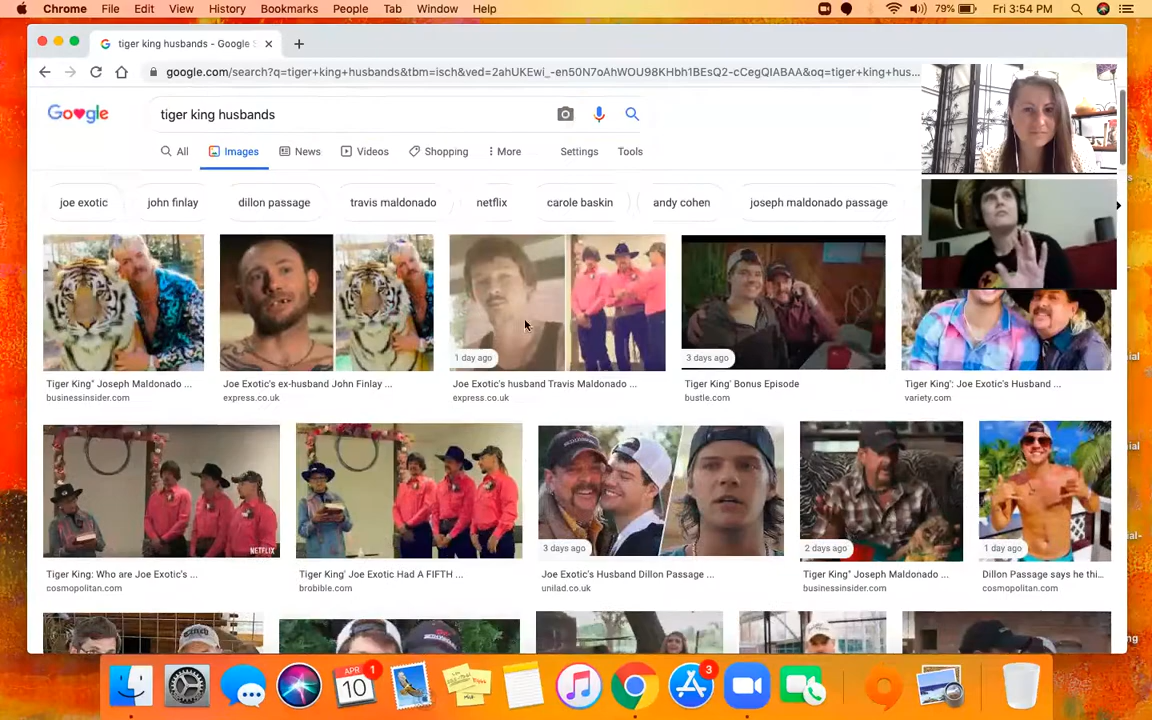 Chrome File Edit View History Bookmarks People Tab Window Help 79% Fri 3:54 PM
tiger king husbands - Google S
google.com/search?q=tiger+king+husbands&tbm=isch&ved=2ahUKEwi_-en50N7oAhWOU98KHbh1BEsQ2-cCegQIABAA&oq=tiger+king+hus...
Google tiger king husbands
All Images News Videos Shopping More Settings Tools
joe exotic john finlay dillon passage travis maldonado netflix carole baskin andy cohen joseph maldonado passage
1 day ago 3 days ago
Tiger King" Joseph Maldonado ... Joe Exotic's ex-husband John Finlay ... Joe Exotic's husband Travis Maldonado ... Tiger King' Bonus Episode Tiger King': Joe Exotic's Husband ...
businessinsider.com express.co.uk express.co.uk bustle.com variety.com
NETFLIX 3 days ago 2 days ago 1 day ago
Tiger King: Who are Joe Exotic's ... Tiger King' Joe Exotic Had A FIFTH ... Joe Exotic's Husband Dillon Passage ... Tiger King" Joseph Maldonado ... Dillon Passage says he thi...
cosmopolitan.com brobible.com unilad.co.uk businessinsider.com cosmopolitan.com
APR 1 3
10